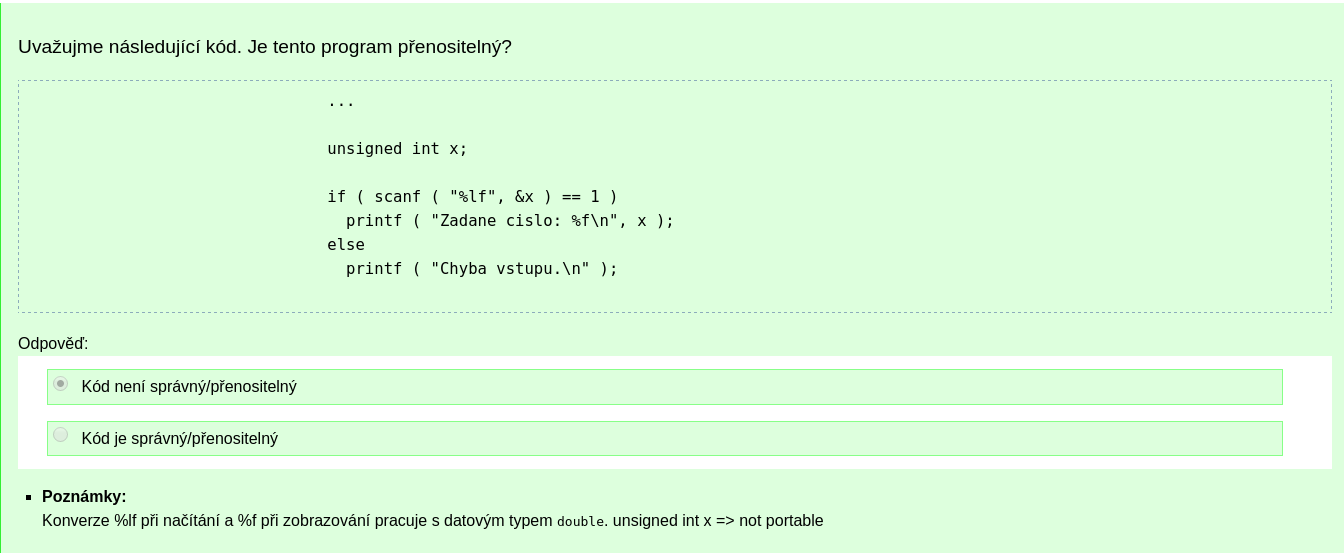 Uvažujme následující kód. Je tento program přenositelný?
...
unsigned int x;
if ( scanf ( "%lf", &x ) == 1 )
  printf ( "Zadane cislo: %f\n", x );
else
  printf ( "Chyba vstupu.\n" );
Odpověď:
Kód není správný/přenositelný
Kód je správný/přenositelný
Poznámky:
Konverze %lf při načítání a %f při zobrazování pracuje s datovým typem double. unsigned int x => not portable